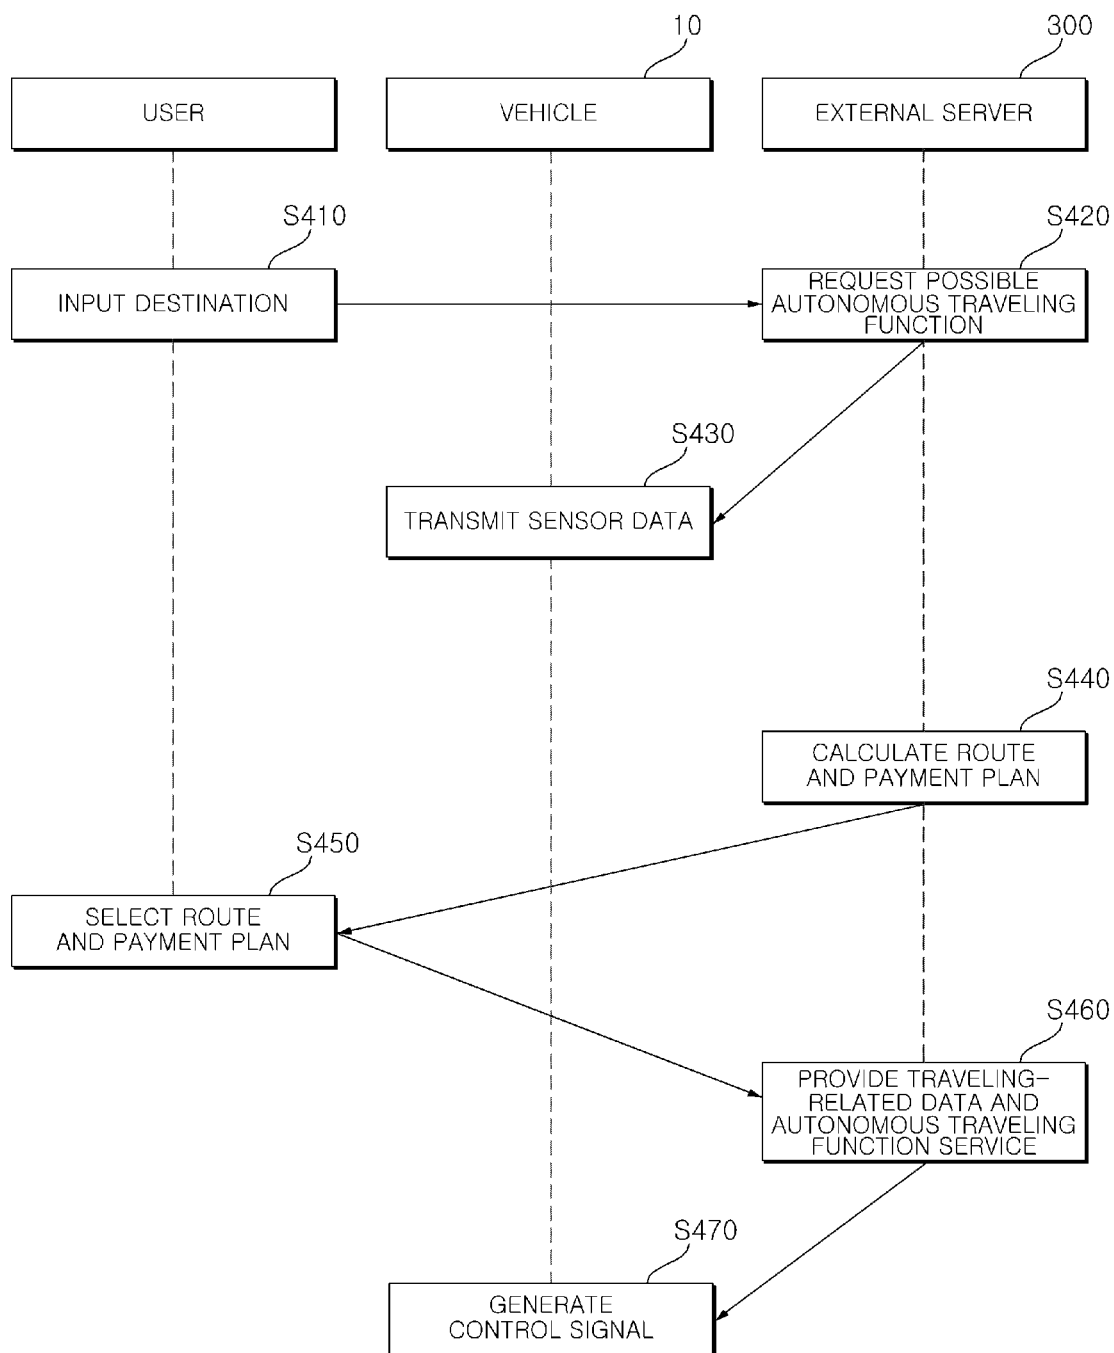 10
300
USER
VEHICLE
EXTERNAL SERVER
S410
S420
INPUT DESTINATION
REQUEST POSSIBLE
AUTONOMOUS TRAVELING
FUNCTION
S430
TRANSMIT SENSOR DATA
S440
CALCULATE ROUTE
AND PAYMENT PLAN
S450
SELECT ROUTE
AND PAYMENT PLAN
S460
PROVIDE TRAVELING-
RELATED DATA AND
AUTONOMOUS TRAVELING
FUNCTION SERVICE
S470
GENERATE
CONTROL SIGNAL